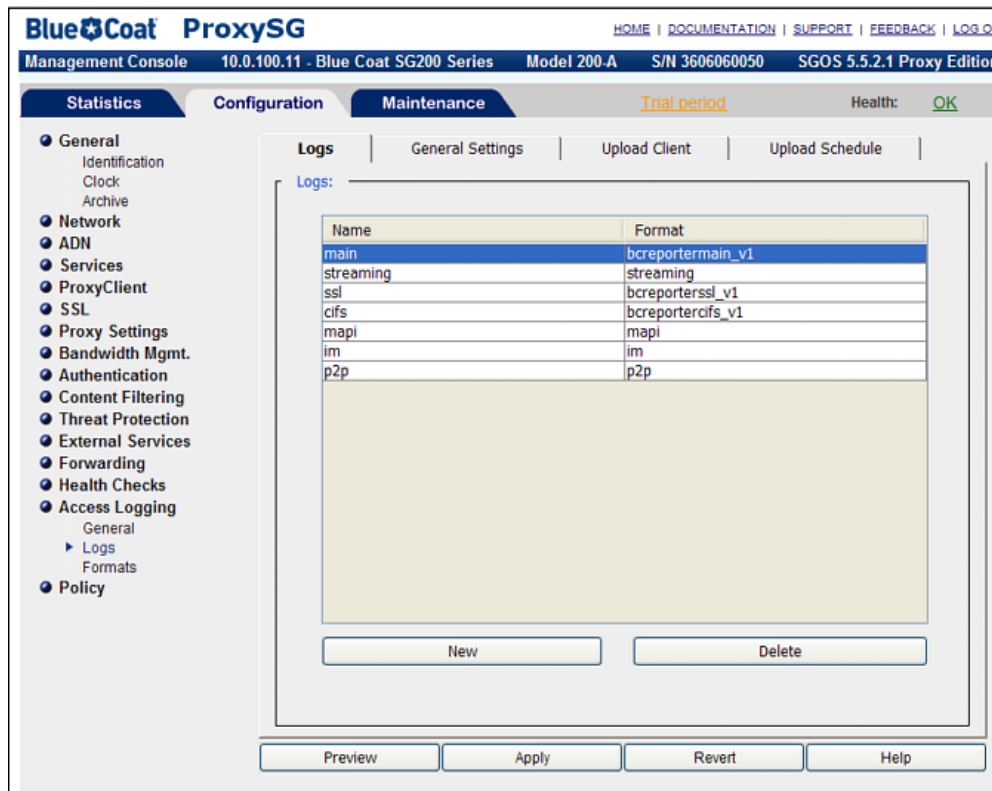 Blue Coat ProxySG
HOME | DOCUMENTATION | SUPPORT | FEEDBACK | LOG O
Management Console 10.0.100.11 - Blue Coat SG200 Series Model 200-A S/N 3606060050 SGOS 5.5.2.1 Proxy Edition
Statistics Configuration Maintenance Trial period Health: OK
General
Identification
Clock
Archive
Network
ADN
Services
ProxyClient
SSL
Proxy Settings
Bandwidth Mgmt.
Authentication
Content Filtering
Threat Protection
External Services
Forwarding
Health Checks
Access Logging
General
Logs
Formats
Policy
Logs General Settings Upload Client Upload Schedule
Logs:
Name Format
main bcreportermain_v1
streaming streaming
ssl bcreporterssl_v1
cifs bcreportercifs_v1
mapi mapi
im im
p2p p2p
New Delete
Preview Apply Revert Help